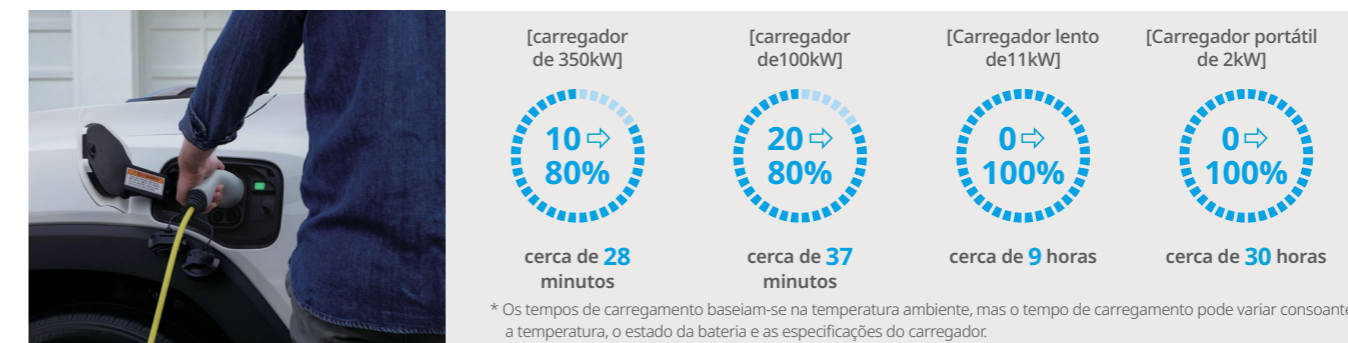 [carregador
de 350kW]
10 ⇨
80%
cerca de 28
minutos
[carregador
de100kW]
20 ⇨
80%
cerca de 37
minutos
[Carregador lento
de11kW]
0 ⇨
100%
cerca de 9 horas
[Carregador portátil
de 2kW]
0 ⇨
100%
cerca de 30 horas
* Os tempos de carregamento baseiam-se na temperatura ambiente, mas o tempo de carregamento pode variar consoante
a temperatura, o estado da bateria e as especificações do carregador.